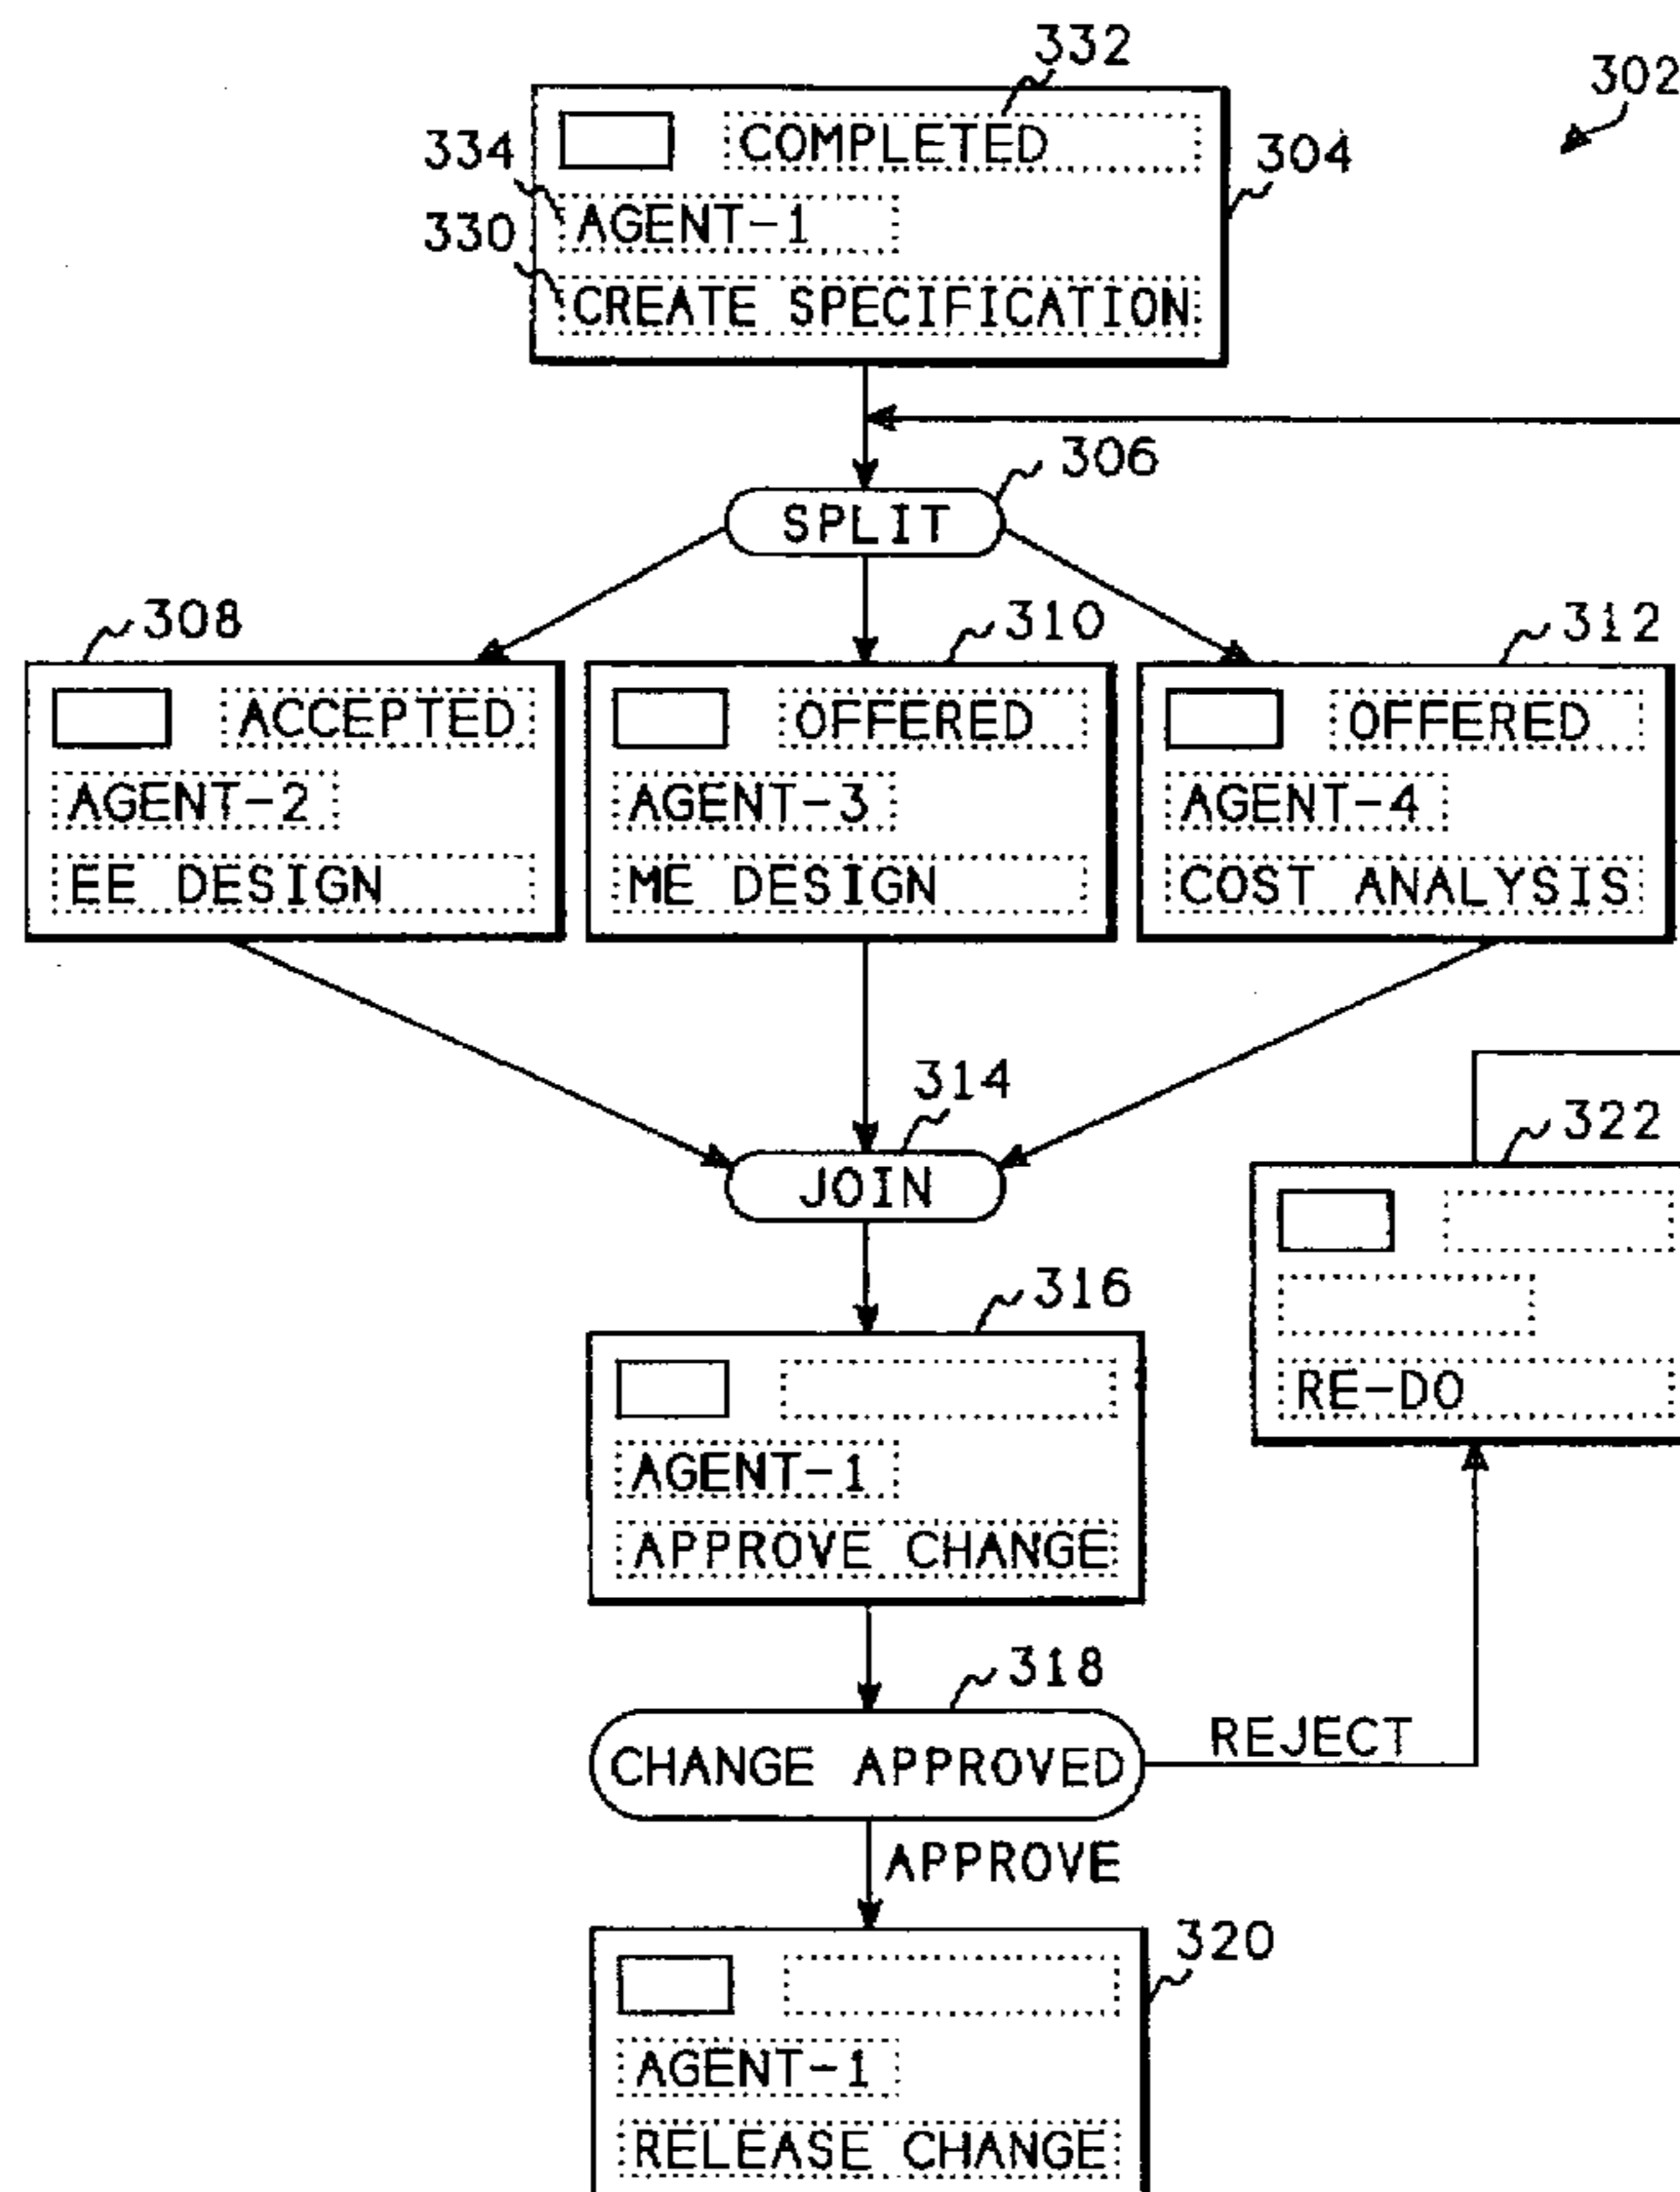 332
302
COMPLETED
304
334
AGENT-1
330
CREATE SPECIFICATION
306
SPLIT
308
310
312
ACCEPTED
OFFERED
OFFERED
AGENT-2
AGENT-3
AGENT-4
EE DESIGN
ME DESIGN
COST ANALYSIS
314
322
JOIN
316
RE-DO
AGENT-1
APPROVE CHANGE
318
REJECT
CHANGE APPROVED
APPROVE
320
AGENT-1
RELEASE CHANGE